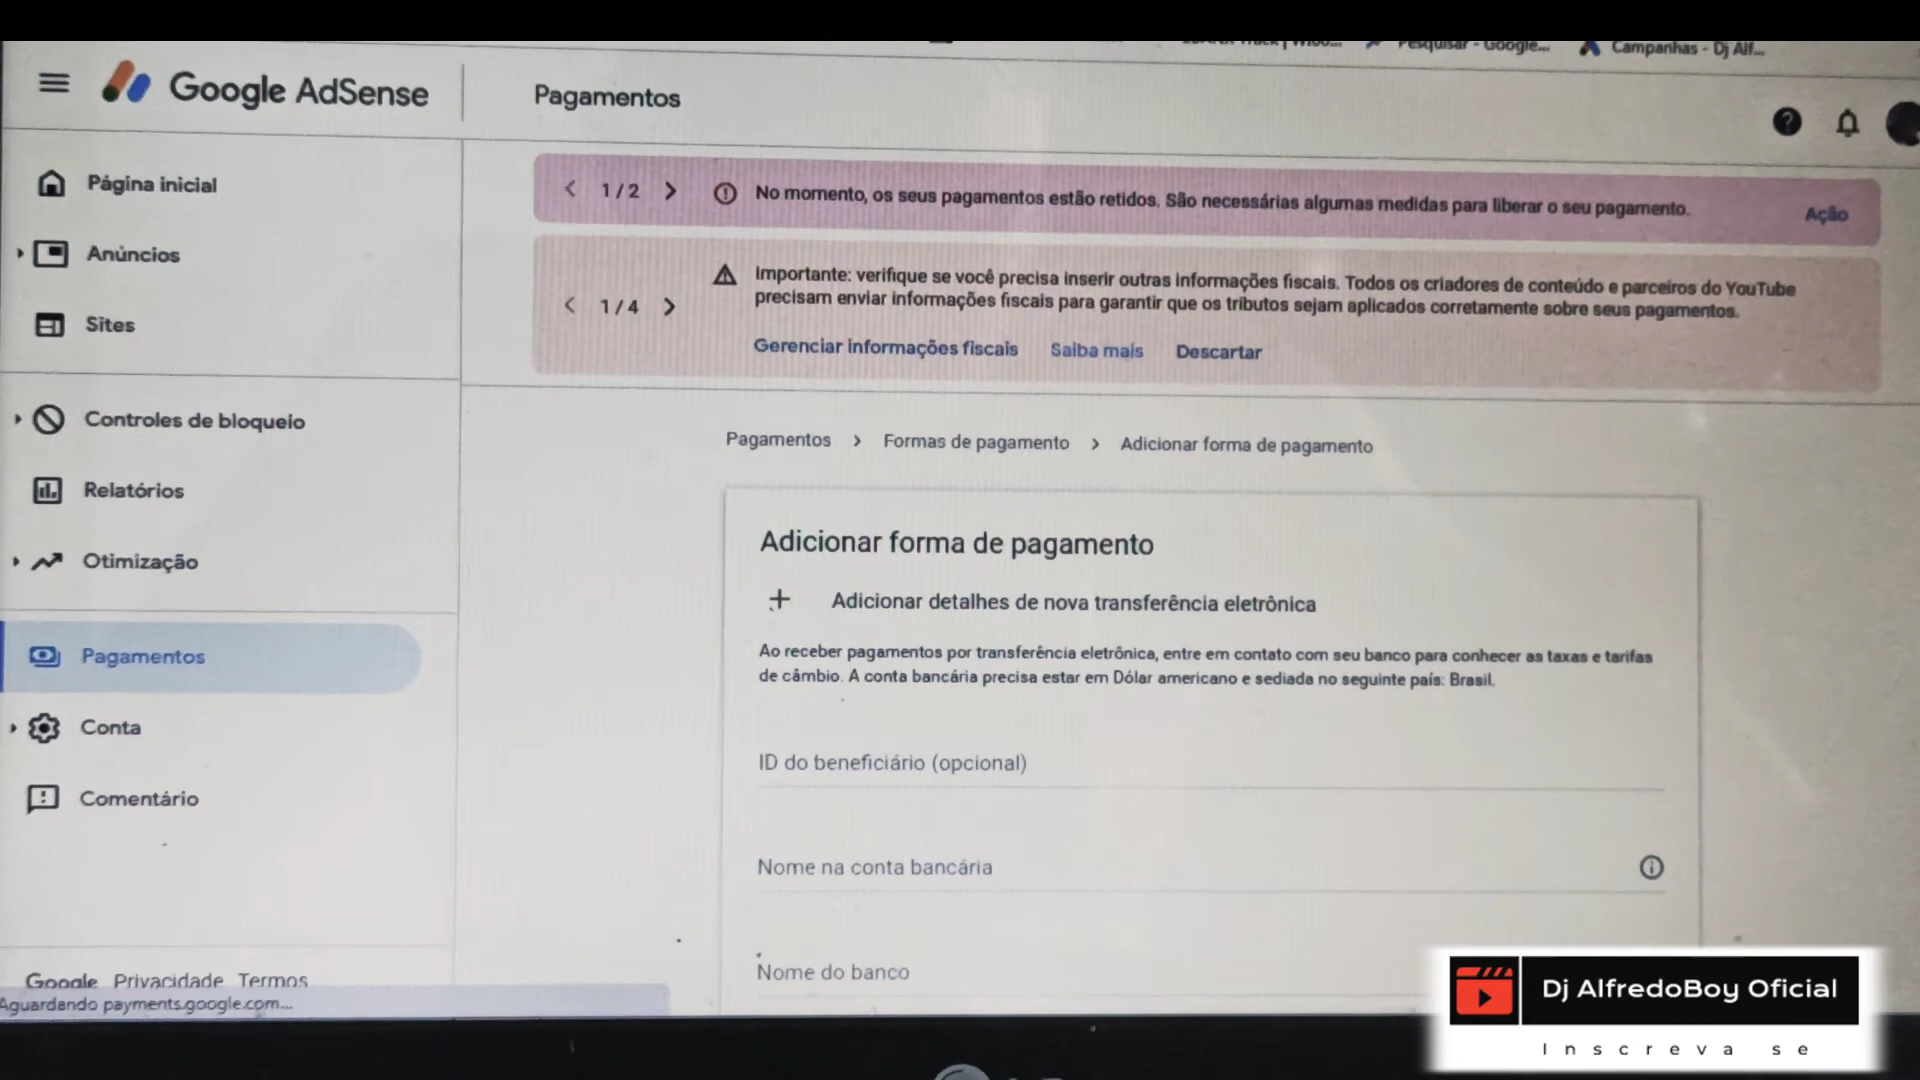 Pesquisar - Google...
Campanhas - Dj Alf...
Google AdSense
Pagamentos
Página inicial
Anúncios
Sites
Controles de bloqueio
Relatórios
Otimização
Pagamentos
Conta
Comentário
Google Privacidade Termos
Aguardando payments.google.com...
1 / 2
No momento, os seus pagamentos estão retidos. São necessárias algumas medidas para liberar o seu pagamento.
Ação
1 / 4
Importante: verifique se você precisa inserir outras informações fiscais. Todos os criadores de conteúdo e parceiros do YouTube
precisam enviar informações fiscais para garantir que os tributos sejam aplicados corretamente sobre seus pagamentos.
Gerenciar informações fiscais Saiba mais Descartar
Pagamentos > Formas de pagamento > Adicionar forma de pagamento
Adicionar forma de pagamento
+ Adicionar detalhes de nova transferência eletrônica
Ao receber pagamentos por transferência eletrônica, entre em contato com seu banco para conhecer as taxas e tarifas
de câmbio. A conta bancária precisa estar em Dólar americano e sediada no seguinte país: Brasil.
ID do beneficiário (opcional)
Nome na conta bancária
Nome do banco
Dj AlfredoBoy Oficial
Inscreva se